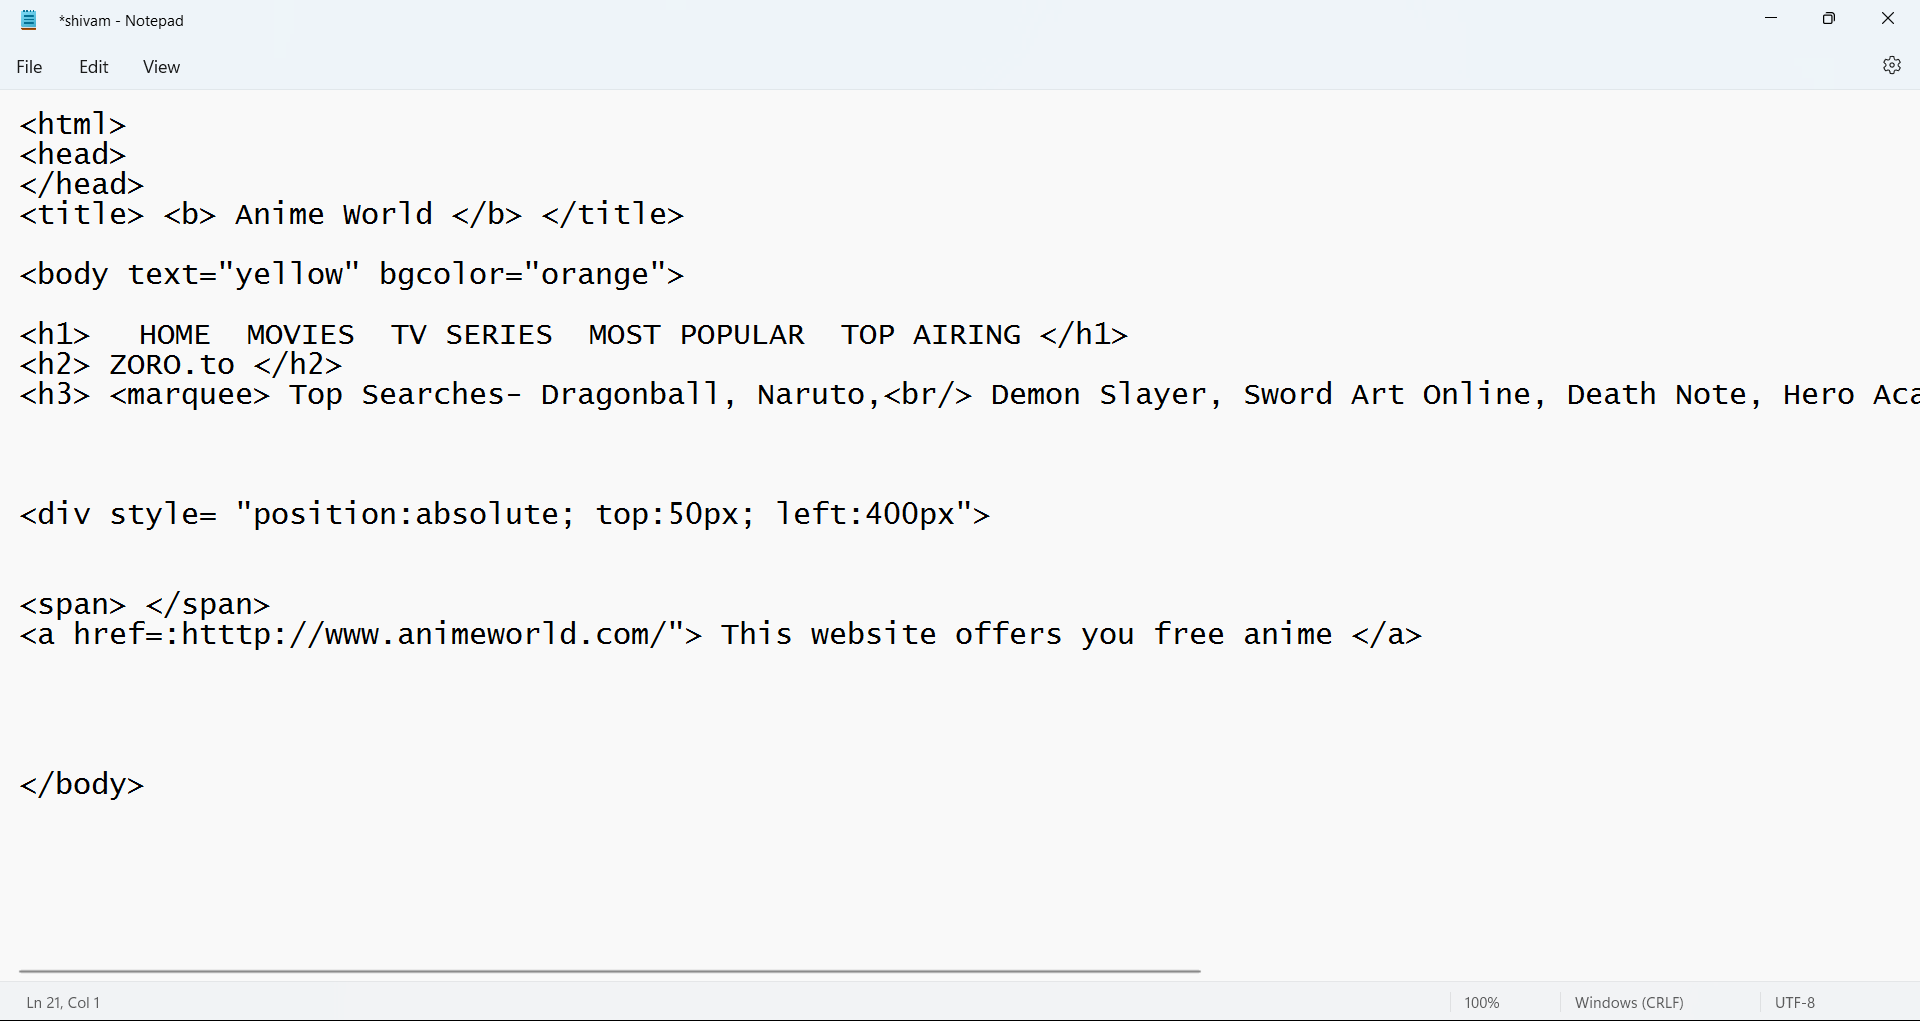 *shivam - Notepad
File Edit View
<html>
<head>
</head>
<title> <b> Anime World </b> </title>
<body text="yellow" bgcolor="orange">
<h1>   HOME  MOVIES  TV SERIES  MOST POPULAR  TOP AIRING </h1>
<h2> ZORO.to </h2>
<h3> <marquee> Top Searches- Dragonball, Naruto,<br/> Demon Slayer, Sword Art Online, Death Note, Hero Aca
<div style= "position:absolute; top:50px; left:400px">
<span> </span>
<a href=:htttp://www.animeworld.com/"> This website offers you free anime </a>
</body>
Ln 21, Col 1 100% Windows (CRLF) UTF-8